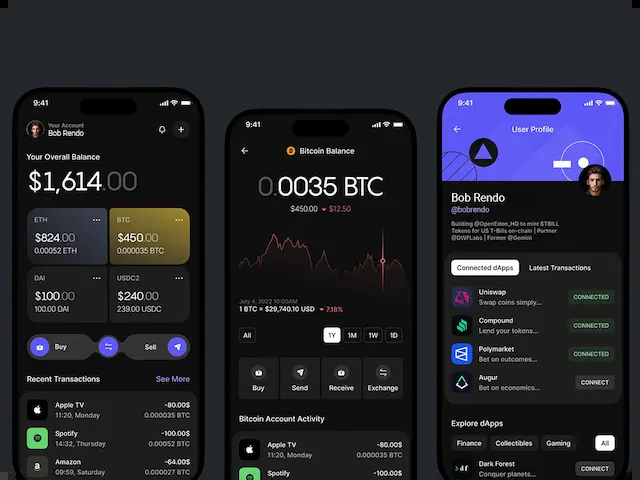 9:41
Your Account
Bob Rendo
Your Overall Balance
$1,614.00
ETH
$824.00
0.00052 ETH
BTC
$450.00
0.000035 BTC
DAI
$100.00
100.00 DAI
USDC2
$240.00
239.00 USDC
Buy
Sell
Recent Transactions
See More
Apple TV
-80.00$
11:20, Monday
0.000035 BTC
Spotify
-100.00$
14:32, Thursday
0.00052 BTC
Amazon
-64.00$
09:59, Saturday
0.000027 BTC
9:41
Bitcoin Balance
0.0035 BTC
$450.00
$12.50
July 4, 2022 10:00AM
1 BTC = $29,740.10 USD
7.18%
All
1Y
1M
1W
1D
Buy
Send
Receive
Exchange
Bitcoin Account Activity
Apple TV
-80.00$
11:20, Monday
0.000035 BTC
Spotify
-100.00$
9:41
User Profile
Bob Rendo
@bobrendo
Building @OpenEden_HQ to mint $TBILL
Tokens for US T-Bills on-chain | Partner
@DWFLabs | Former @Gemini
Connected dApps
Latest Transactions
Uniswap
Swap coins simply...
CONNECTED
Compound
Lend your tokens...
CONNECTED
Polymarket
Bet on outcomes...
CONNECTED
Augur
Bet on economics...
CONNECT
Explore dApps
Finance
Collectibles
Gaming
All
Dark Forest
Conquer planets...
CONNECT